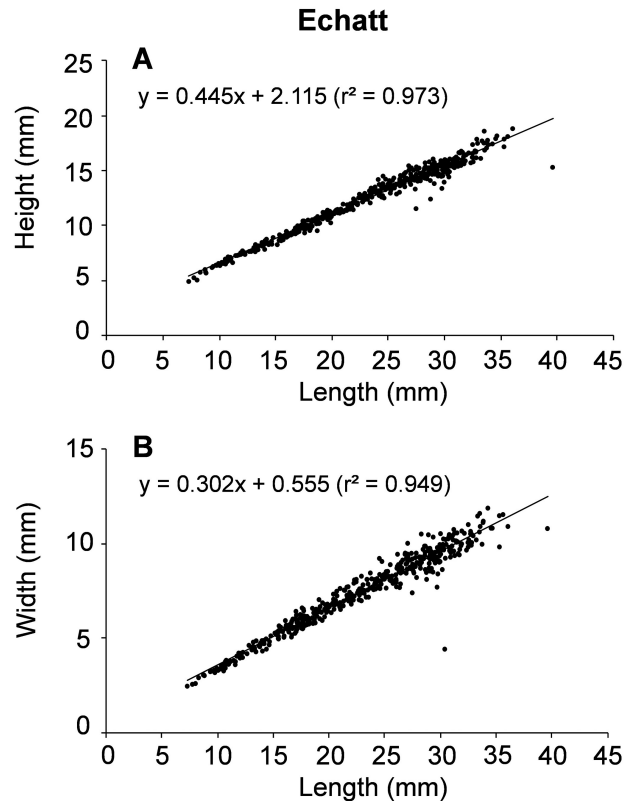 Echatt
A
y = 0.445x + 2.115 (r² = 0.973)
Height (mm)
25
20
15
10
5
0
0 5 10 15 20 25 30 35 40 45
Length (mm)
B
y = 0.302x + 0.555 (r² = 0.949)
Width (mm)
15
10
5
0
0 5 10 15 20 25 30 35 40 45
Length (mm)